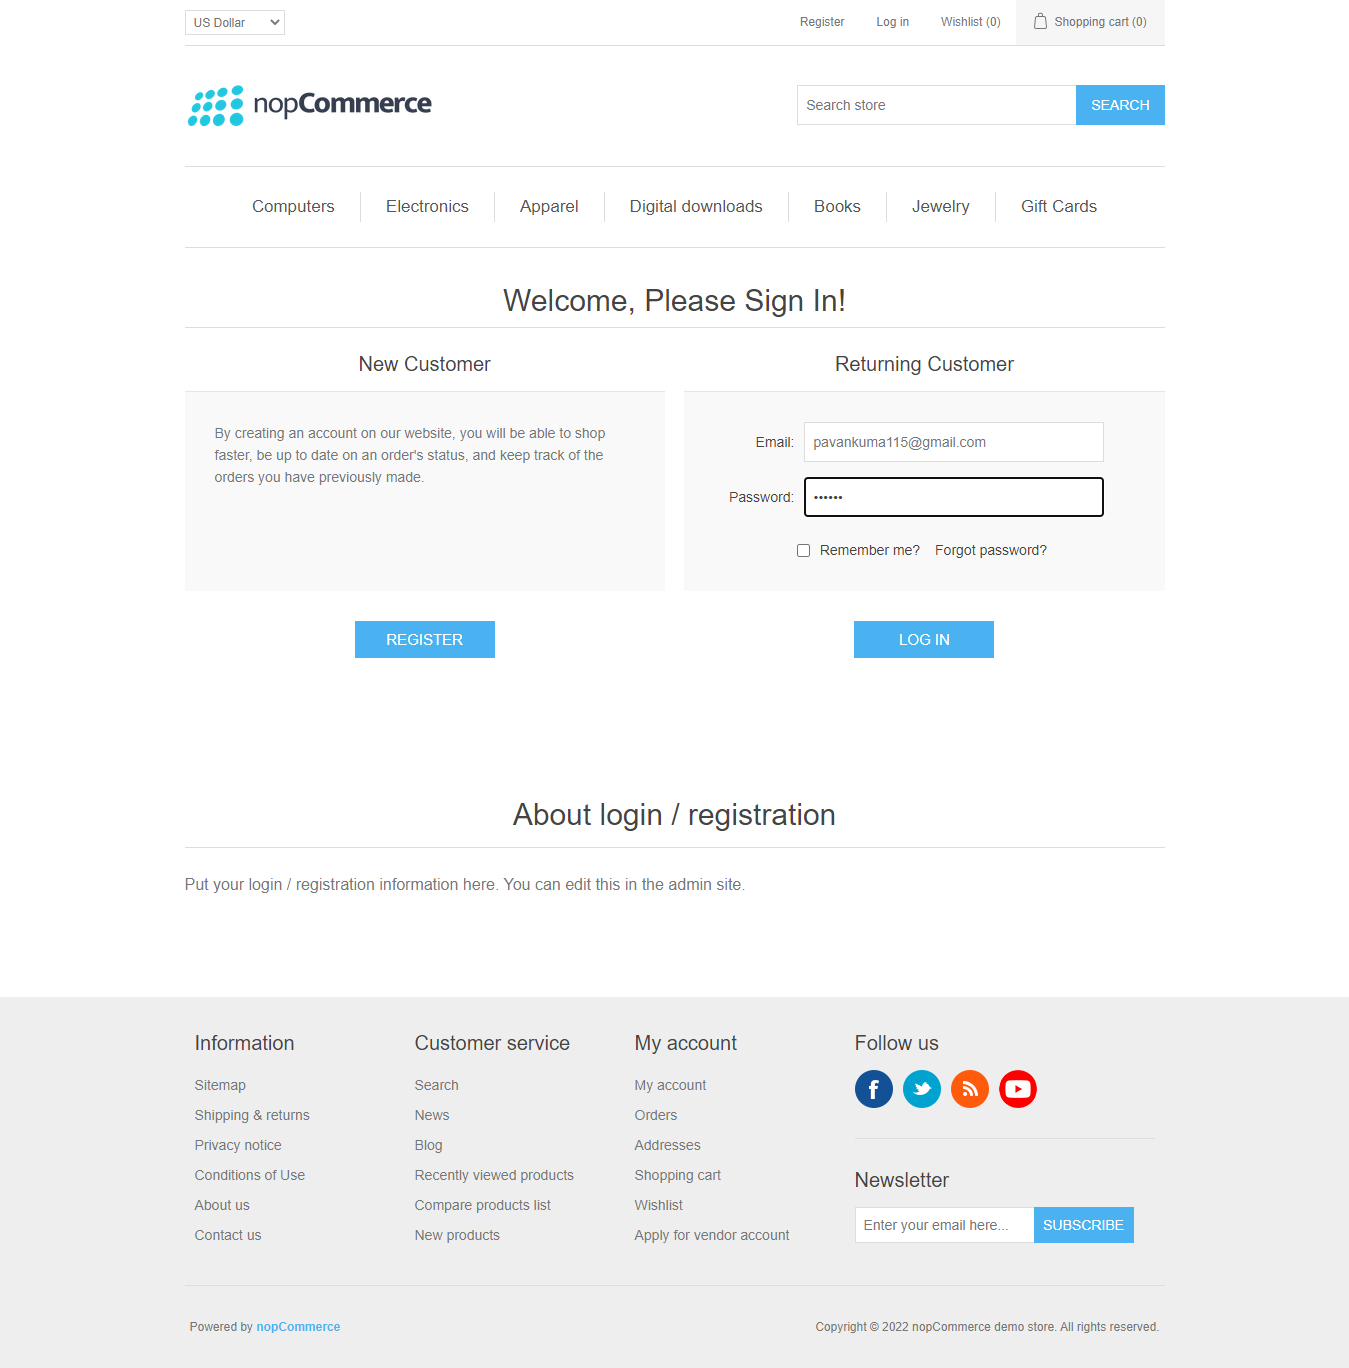 US Dollar
Register
Log in
Wishlist (0)
Shopping cart (0)
nopCommerce
Search store
SEARCH
Computers
Electronics
Apparel
Digital downloads
Books
Jewelry
Gift Cards
Welcome, Please Sign In!
New Customer
By creating an account on our website, you will be able to shop
faster, be up to date on an order's status, and keep track of the
orders you have previously made.
REGISTER
Returning Customer
Email:
pavankuma115@gmail.com
Password:
••••••
Remember me?
Forgot password?
LOG IN
About login / registration
Put your login / registration information here. You can edit this in the admin site.
Information
Sitemap
Shipping & returns
Privacy notice
Conditions of Use
About us
Contact us
Customer service
Search
News
Blog
Recently viewed products
Compare products list
New products
My account
My account
Orders
Addresses
Shopping cart
Wishlist
Apply for vendor account
Follow us
Newsletter
Enter your email here...
SUBSCRIBE
Powered by nopCommerce
Copyright © 2022 nopCommerce demo store. All rights reserved.